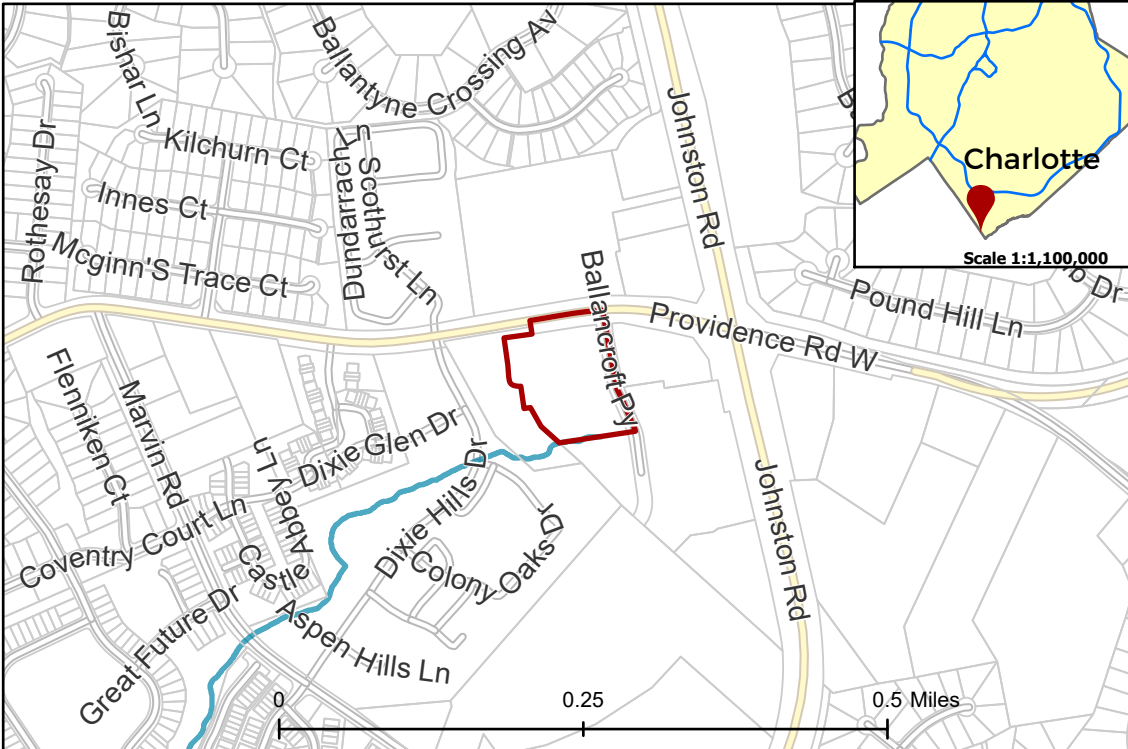 Bishar Ln
Ballantyne Crossing Av
Johnston Rd
Charlotte
Scale 1:1,100,000
Rothesay Dr
Kilchurn Ct
Dundarrach Ln
Scothurst Ln
Innes Ct
Mcginn'S Trace Ct
Ballancroft Py
Providence Rd W
Pound Hill Ln
Dr
Flenniken Ct
Marvin Rd
Dixie Glen Dr
Abbey Ln
Castle
Coventry Court Ln
Dixie Hills Dr
Colony Oaks Dr
Johnston Rd
Great Future Dr
Aspen Hills Ln
0 0.25 0.5 Miles